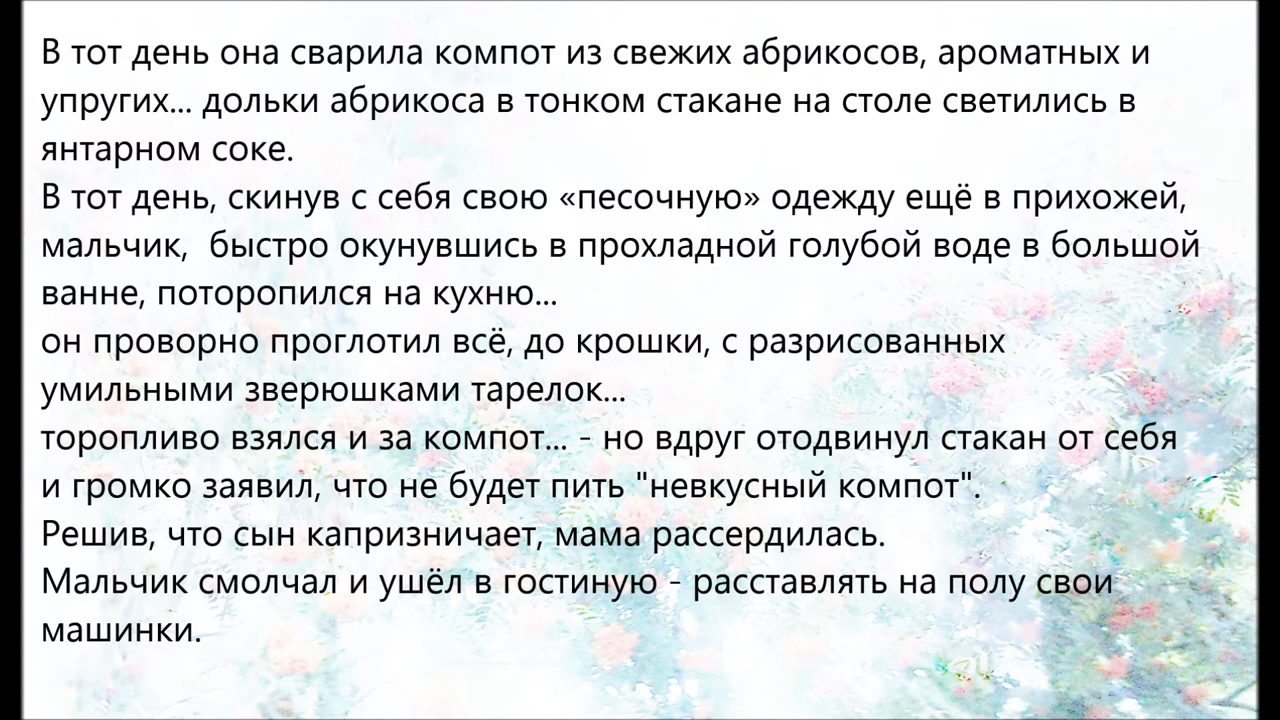 В тот день она сварила компот из свежих абрикосов, ароматных и
упругих... дольки абрикоса в тонком стакане на столе светились в
янтарном соке.
В тот день, скинув с себя свою «песочную» одежду ещё в прихожей,
мальчик,  быстро окунувшись в прохладной голубой воде в большой
ванне, поторопился на кухню...
он проворно проглотил всё, до крошки, с разрисованных
умильными зверюшками тарелок...
торопливо взялся и за компот... - но вдруг отодвинул стакан от себя
и громко заявил, что не будет пить "невкусный компот".
Решив, что сын капризничает, мама рассердилась.
Мальчик смолчал и ушёл в гостиную - расставлять на полу свои
машинки.